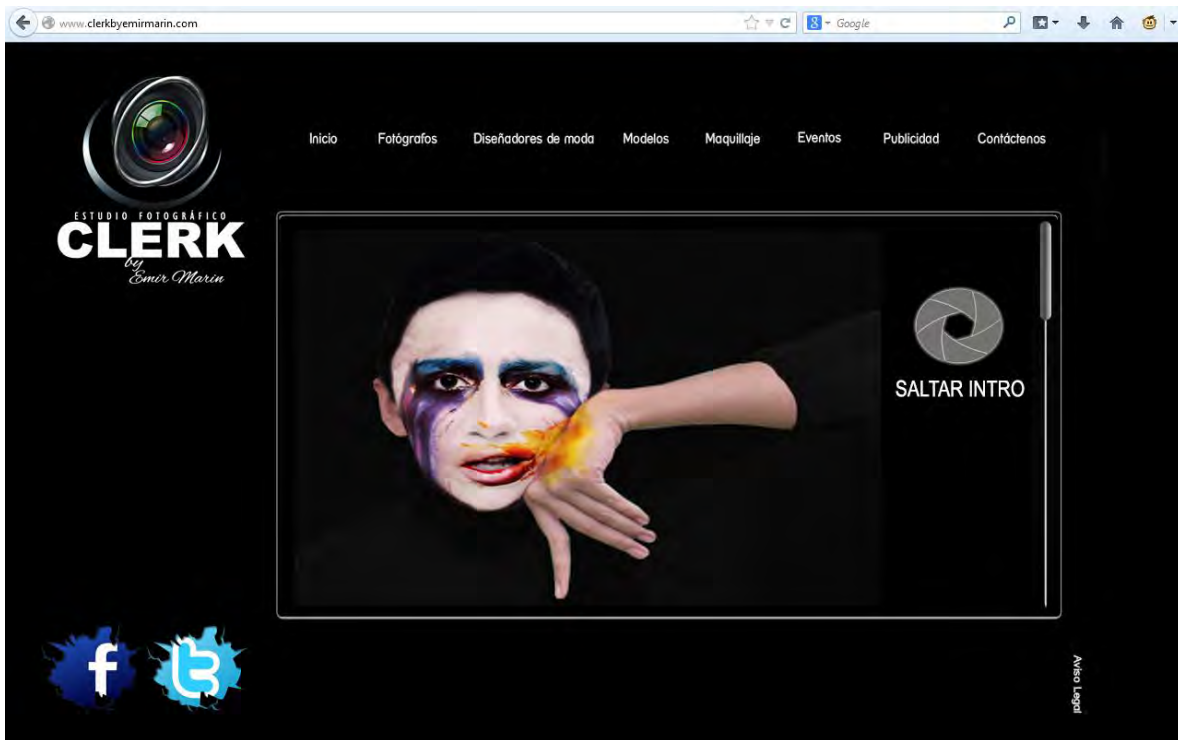 www.clerkbyemirmarin.com
8 Google
Inicio Fotógrafos Diseñadores de moda Modelos Maquillaje Eventos Publicidad Contáctenos
ESTUDIO FOTOGRÁFICO
CLERK
by
Emir Marin
SALTAR INTRO
f t
Aviso Legal